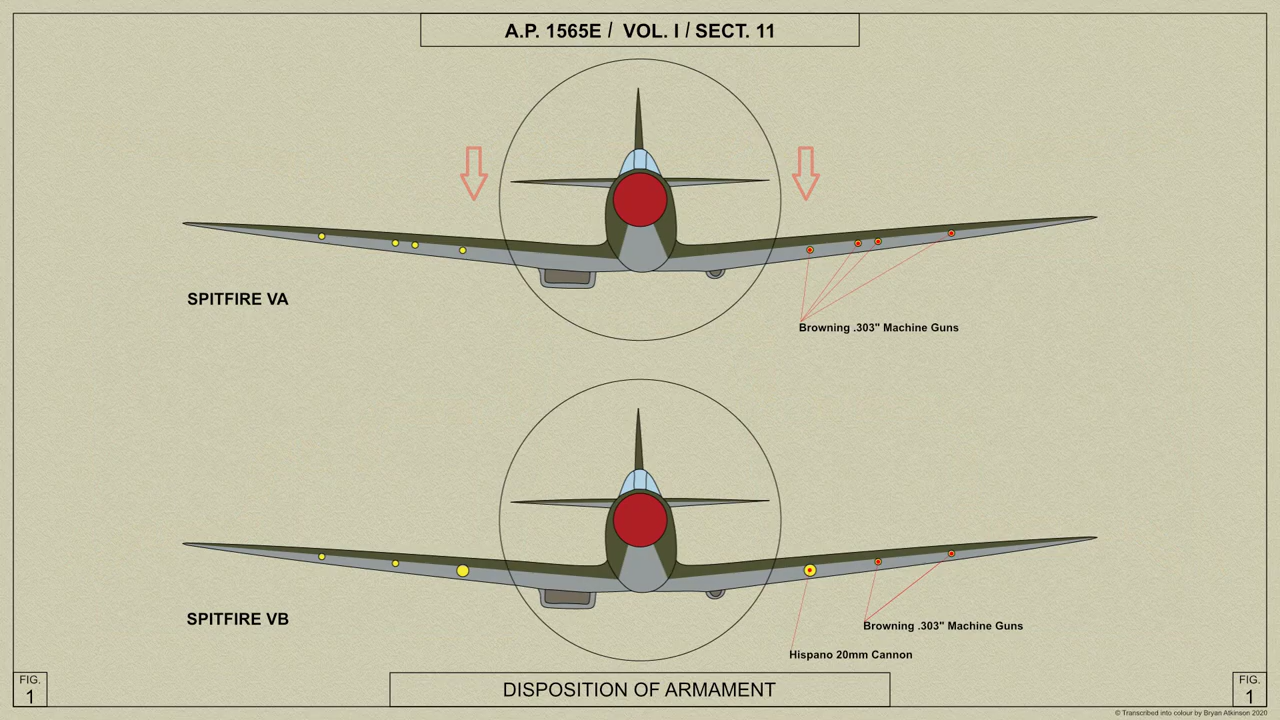 A.P. 1565E / VOL. I / SECT. 11
SPITFIRE VA
Browning .303" Machine Guns
SPITFIRE VB
Browning .303" Machine Guns
Hispano 20mm Cannon
FIG.
1
DISPOSITION OF ARMAMENT
FIG.
1
© Transcribed into colour by Bryan Atkinson 2020